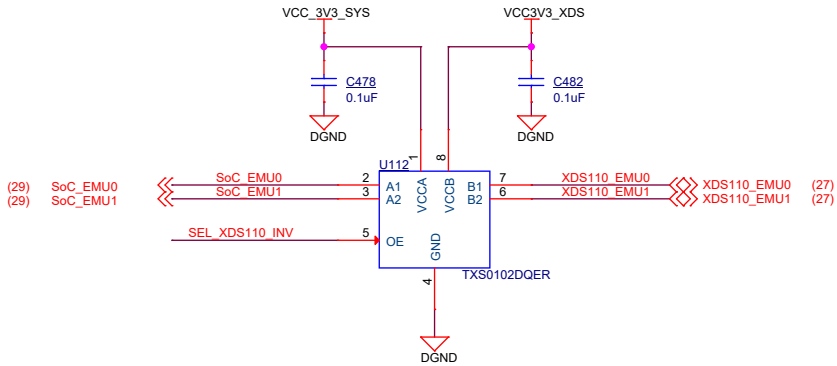 VCC_3V3_SYS
VCC3V3_XDS
C478
0.1uF
C482
0.1uF
DGND
DGND
U112
1
8
VCCA
VCCB
(29) SoC_EMU0
SoC_EMU0
2
A1
B1
7
XDS110_EMU0
XDS110_EMU0 (27)
(29) SoC_EMU1
SoC_EMU1
3
A2
B2
6
XDS110_EMU1
XDS110_EMU1 (27)
SEL_XDS110_INV
5
OE
GND
4
TXS0102DQER
DGND